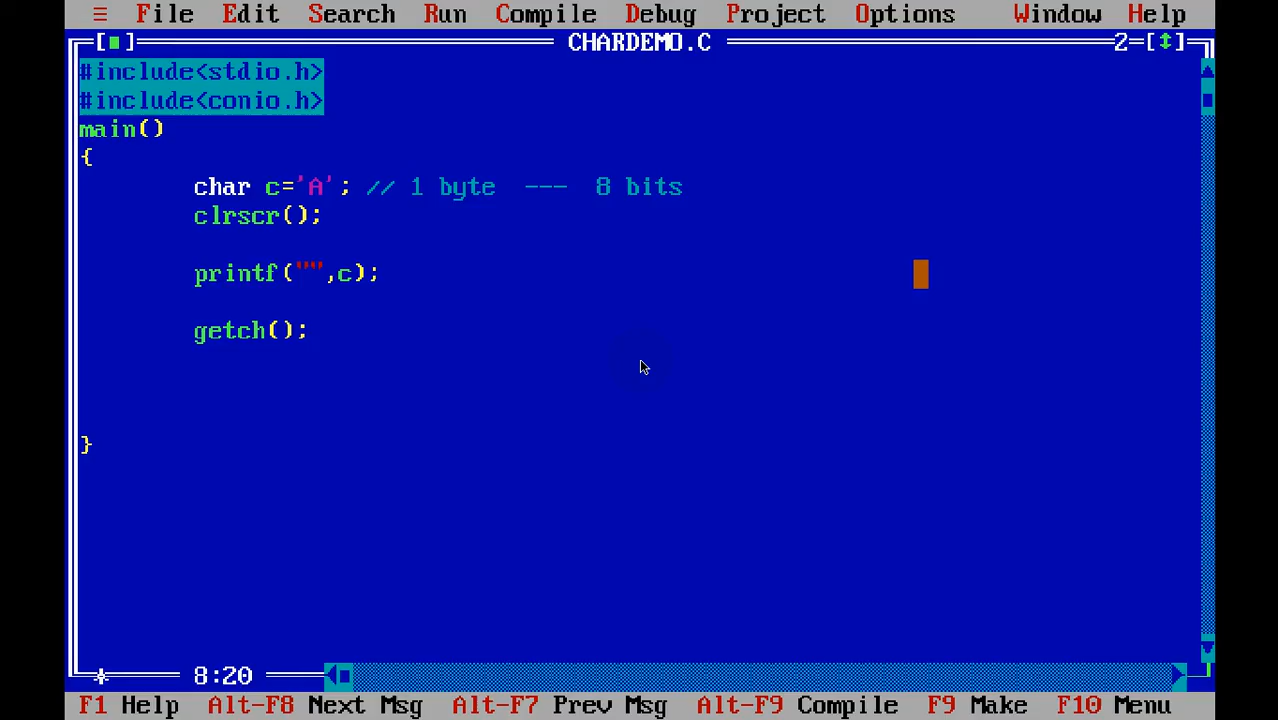 ≡ File Edit Search Run Compile Debug Project Options Window Help
[■] CHARDEMO.C 2=[↕]
#include<stdio.h>
#include<conio.h>
main()
{
char c='A'; // 1 byte --- 8 bits
clrscr();
printf("",c);
getch();
}
* 8:20
F1 Help Alt-F8 Next Msg Alt-F7 Prev Msg Alt-F9 Compile F9 Make F10 Menu